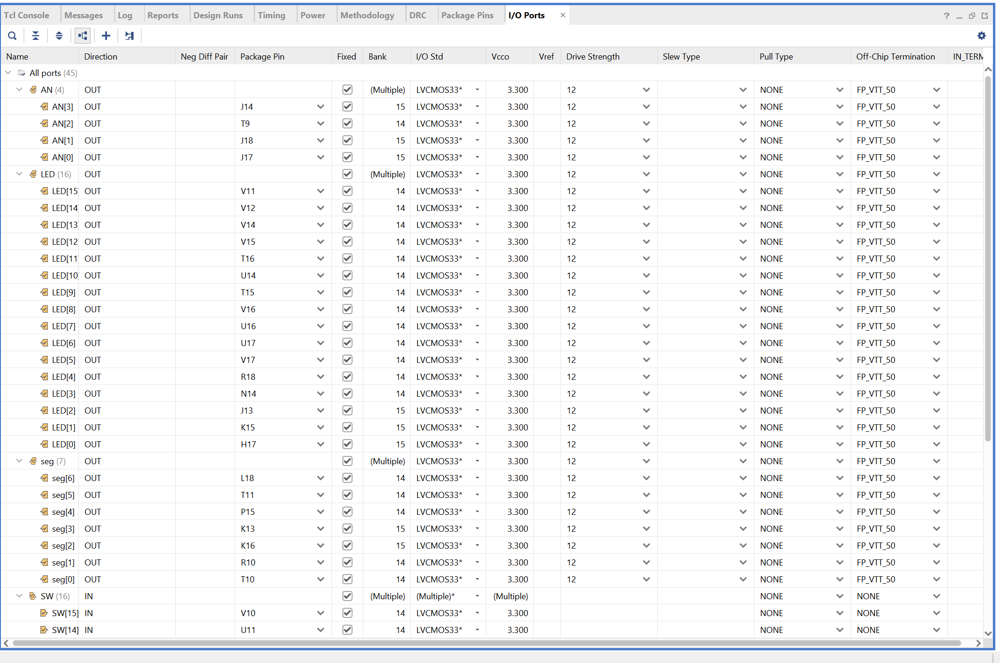 Tcl Console Messages Log Reports Design Runs Timing Power Methodology DRC Package Pins I/O Ports × ?
Name Direction Neg Diff Pair Package Pin Fixed Bank I/O Std Vcco Vref Drive Strength Slew Type Pull Type Off-Chip Termination IN_TERM
All ports (45)
AN (4) OUT (Multiple) LVCMOS33* 3.300 12 NONE FP_VTT_50
AN[3] OUT J14 15 LVCMOS33* 3.300 12 NONE FP_VTT_50
AN[2] OUT T9 14 LVCMOS33* 3.300 12 NONE FP_VTT_50
AN[1] OUT J18 15 LVCMOS33* 3.300 12 NONE FP_VTT_50
AN[0] OUT J17 15 LVCMOS33* 3.300 12 NONE FP_VTT_50
LED (16) OUT (Multiple) LVCMOS33* 3.300 12 NONE FP_VTT_50
LED[15] OUT V11 14 LVCMOS33* 3.300 12 NONE FP_VTT_50
LED[14] OUT V12 14 LVCMOS33* 3.300 12 NONE FP_VTT_50
LED[13] OUT V14 14 LVCMOS33* 3.300 12 NONE FP_VTT_50
LED[12] OUT V15 14 LVCMOS33* 3.300 12 NONE FP_VTT_50
LED[11] OUT T16 14 LVCMOS33* 3.300 12 NONE FP_VTT_50
LED[10] OUT U14 14 LVCMOS33* 3.300 12 NONE FP_VTT_50
LED[9] OUT T15 14 LVCMOS33* 3.300 12 NONE FP_VTT_50
LED[8] OUT V16 14 LVCMOS33* 3.300 12 NONE FP_VTT_50
LED[7] OUT U16 14 LVCMOS33* 3.300 12 NONE FP_VTT_50
LED[6] OUT U17 14 LVCMOS33* 3.300 12 NONE FP_VTT_50
LED[5] OUT V17 14 LVCMOS33* 3.300 12 NONE FP_VTT_50
LED[4] OUT R18 14 LVCMOS33* 3.300 12 NONE FP_VTT_50
LED[3] OUT N14 14 LVCMOS33* 3.300 12 NONE FP_VTT_50
LED[2] OUT J13 15 LVCMOS33* 3.300 12 NONE FP_VTT_50
LED[1] OUT K15 15 LVCMOS33* 3.300 12 NONE FP_VTT_50
LED[0] OUT H17 15 LVCMOS33* 3.300 12 NONE FP_VTT_50
seg (7) OUT (Multiple) LVCMOS33* 3.300 12 NONE FP_VTT_50
seg[6] OUT L18 14 LVCMOS33* 3.300 12 NONE FP_VTT_50
seg[5] OUT T11 14 LVCMOS33* 3.300 12 NONE FP_VTT_50
seg[4] OUT P15 14 LVCMOS33* 3.300 12 NONE FP_VTT_50
seg[3] OUT K13 15 LVCMOS33* 3.300 12 NONE FP_VTT_50
seg[2] OUT K16 15 LVCMOS33* 3.300 12 NONE FP_VTT_50
seg[1] OUT R10 14 LVCMOS33* 3.300 12 NONE FP_VTT_50
seg[0] OUT T10 14 LVCMOS33* 3.300 12 NONE FP_VTT_50
SW (16) IN (Multiple) (Multiple)* (Multiple) NONE NONE
SW[15] IN V10 14 LVCMOS33* 3.300 NONE NONE
SW[14] IN U11 14 LVCMOS33* 3.300 NONE NONE